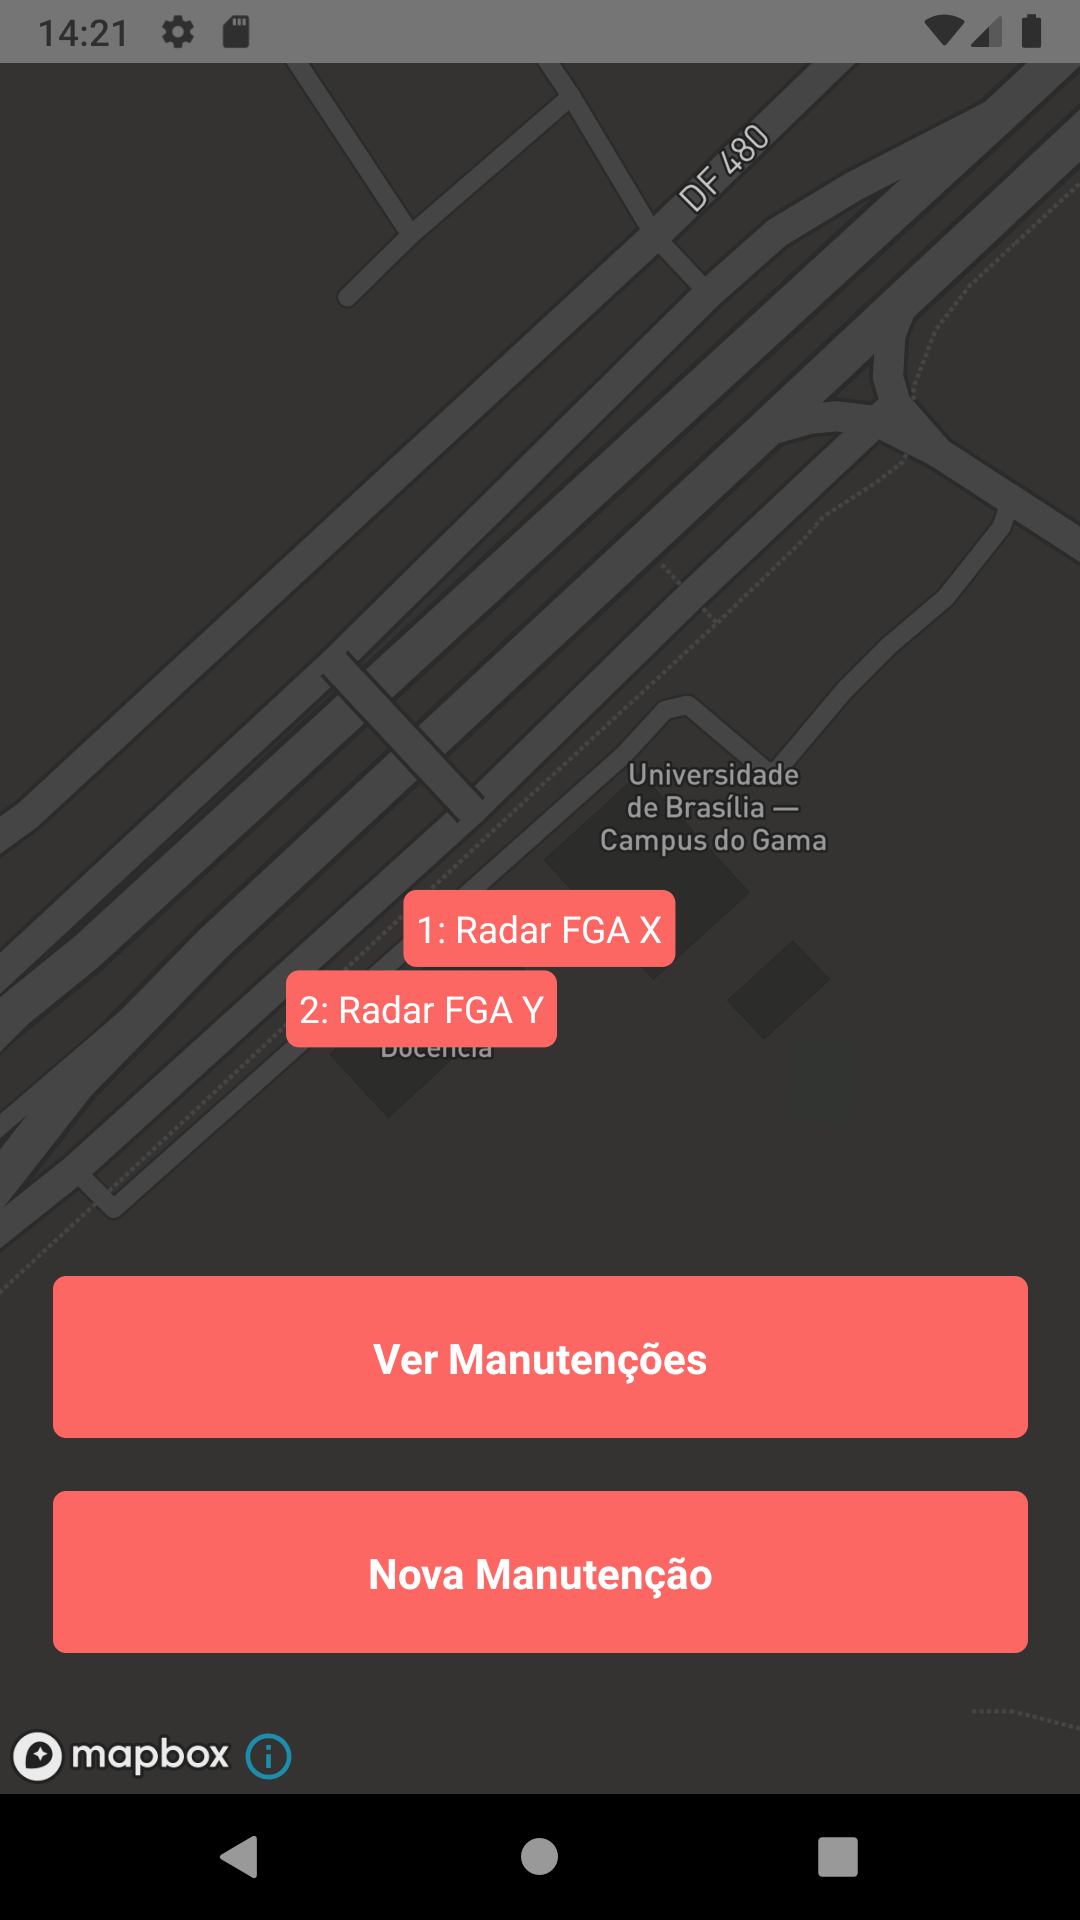 14:21
DF 480
Universidade
de Brasília —
Campus do Gama
1: Radar FGA X
2: Radar FGA Y
Docência
Ver Manutenções
Nova Manutenção
mapbox